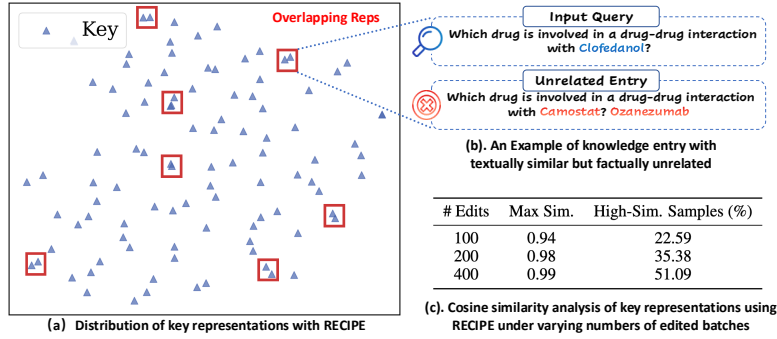 Key
Overlapping Reps
(a) Distribution of key representations with RECIPE
Input Query
Which drug is involved in a drug-drug interaction
with Clofedanol?
Unrelated Entry
Which drug is involved in a drug-drug interaction
with Camostat? Ozanezumab
(b). An Example of knowledge entry with
textually similar but factually unrelated
# Edits Max Sim. High-Sim. Samples (%)
100 0.94 22.59
200 0.98 35.38
400 0.99 51.09
(c). Cosine similarity analysis of key representations using
RECIPE under varying numbers of edited batches